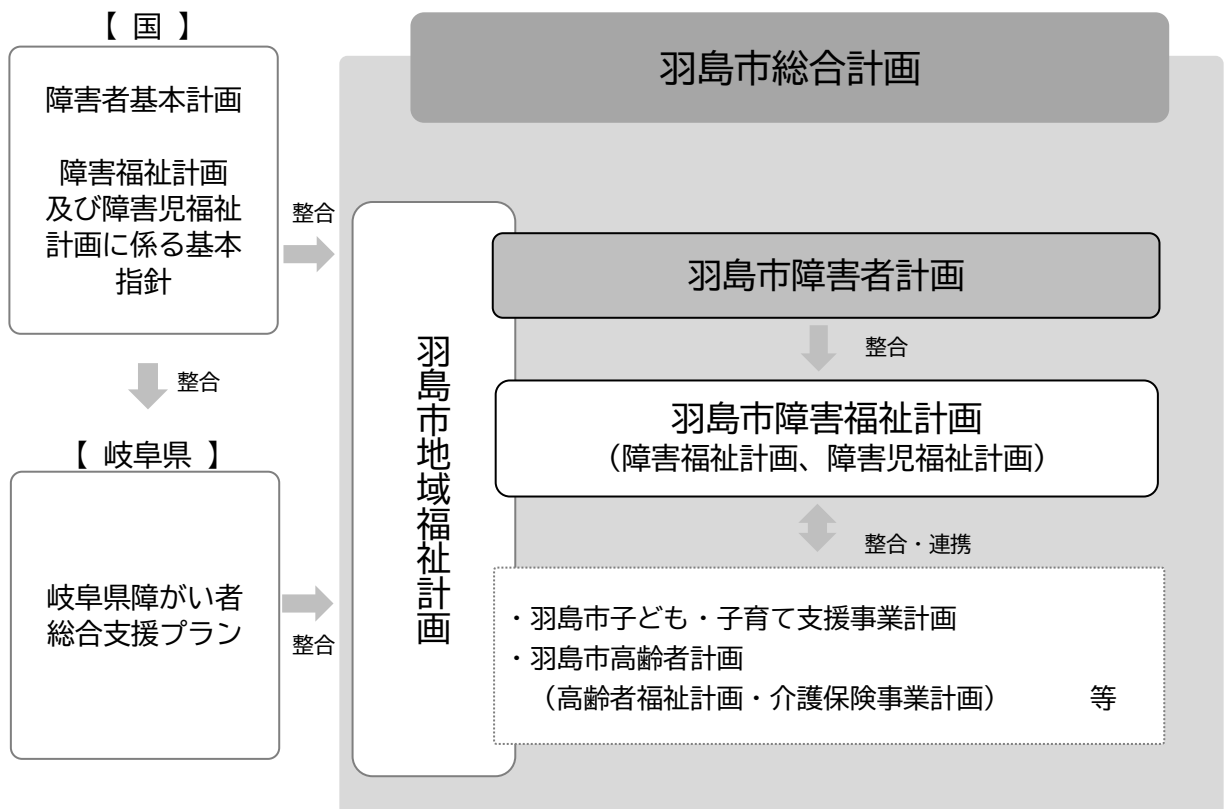 【 国 】
障害者基本計画
障害福祉計画
及び障害児福祉
計画に係る基本
指針
整合
整合
【 岐阜県 】
岐阜県障がい者
総合支援プラン
整合
羽島市総合計画
羽島市地域福祉計画
羽島市障害者計画
整合
羽島市障害福祉計画
（障害福祉計画、障害児福祉計画）
整合・連携
・羽島市子ども・子育て支援事業計画
・羽島市高齢者計画
（高齢者福祉計画・介護保険事業計画） 等